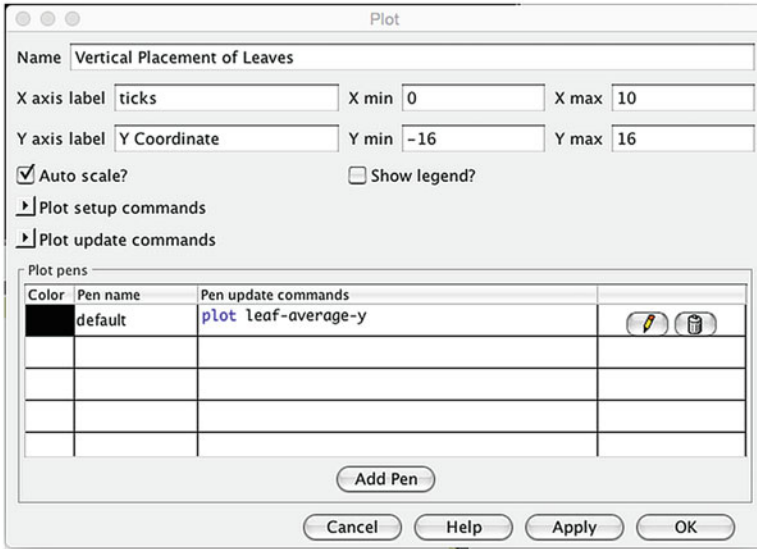 Plot
Name Vertical Placement of Leaves
X axis label ticks X min 0 X max 10
Y axis label Y Coordinate Y min -16 Y max 16
Auto scale? Show legend?
Plot setup commands
Plot update commands
Plot pens
Color Pen name Pen update commands
default plot leaf-average-y
Add Pen
Cancel Help Apply OK